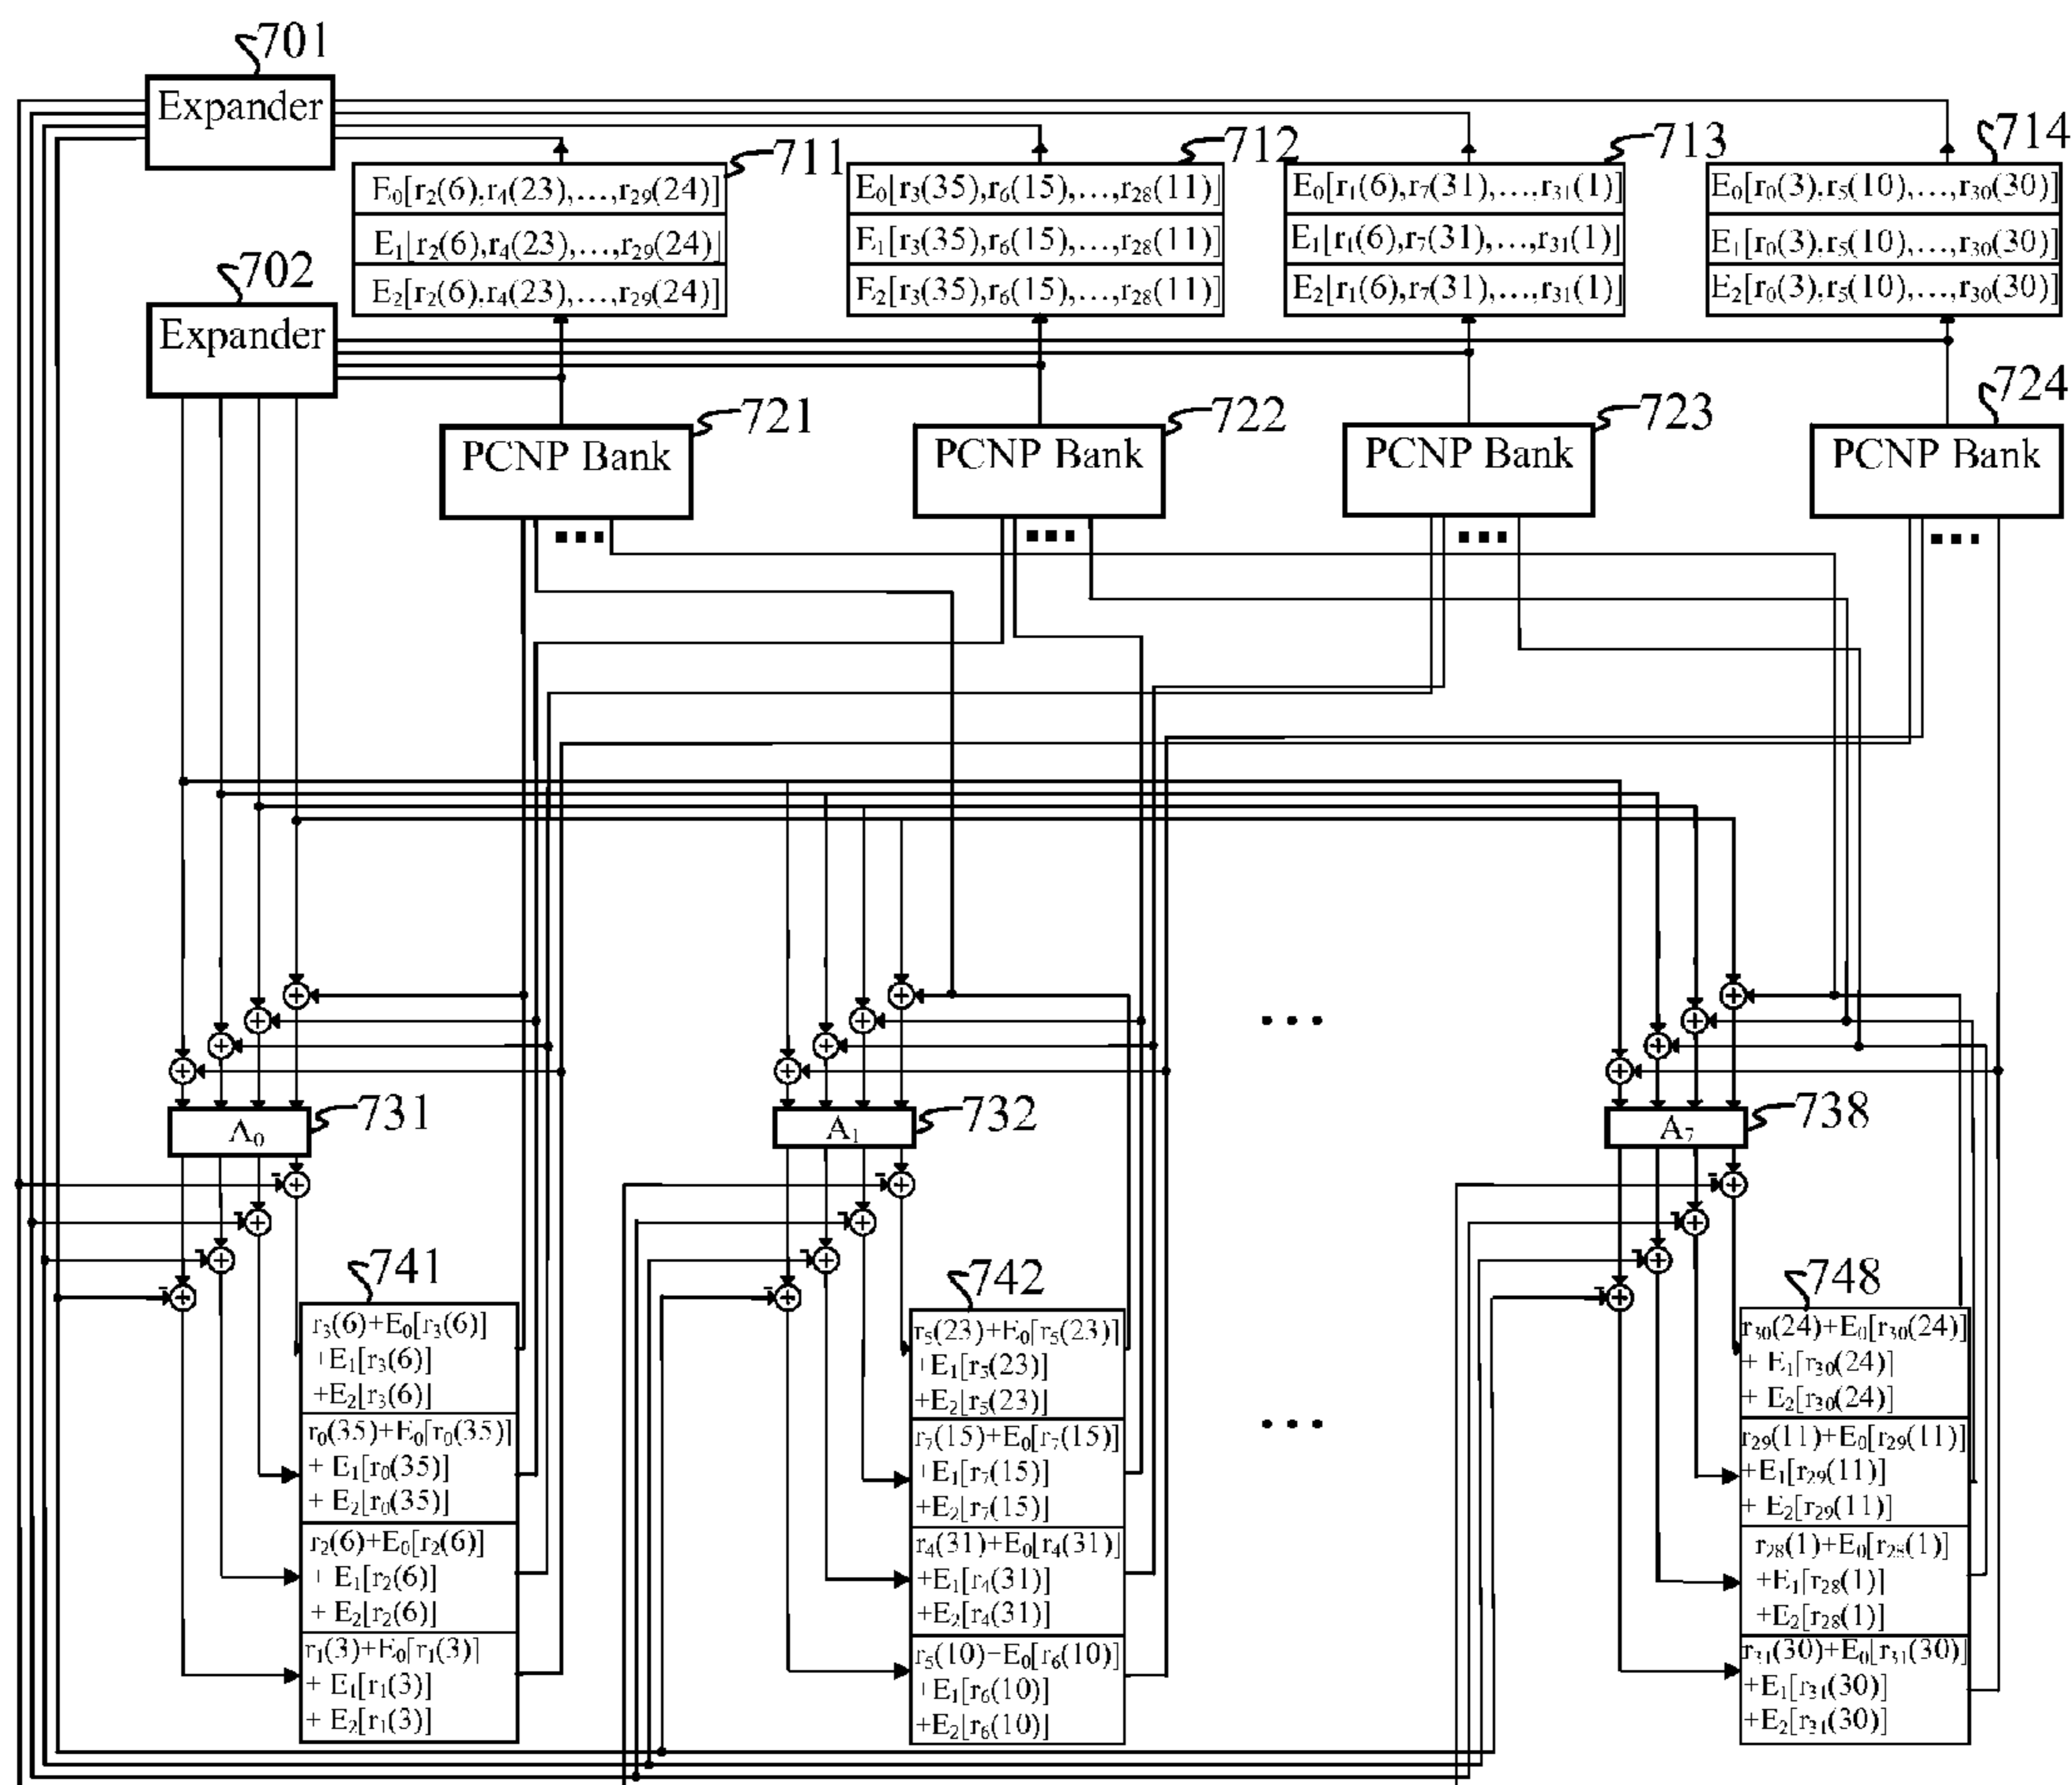 701
Expander
711
712
713
714
E₀[r₂(6),r₄(23),...,r₂₉(24)]
E₁[r₂(6),r₄(23),...,r₂₉(24)]
E₂[r₂(6),r₄(23),...,r₂₉(24)]
E₀[r₃(35),r₆(15),...,r₂₈(11)]
E₁[r₃(35),r₆(15),...,r₂₈(11)]
E₂[r₃(35),r₆(15),...,r₂₈(11)]
E₀[r₁(6),r₇(31),...,r₃₁(1)]
E₁[r₁(6),r₇(31),...,r₃₁(1)]
E₂[r₁(6),r₇(31),...,r₃₁(1)]
E₀[r₀(3),r₅(10),...,r₃₀(30)]
E₁[r₀(3),r₅(10),...,r₃₀(30)]
E₂[r₀(3),r₅(10),...,r₃₀(30)]
702
Expander
721
PCNP Bank
722
PCNP Bank
723
PCNP Bank
724
PCNP Bank
...
...
...
...
...
731
A₀
732
A₁
738
A₇
741
r₃(6)+E₀[r₃(6)]
+E₁[r₃(6)]
+E₂[r₃(6)]
r₀(35)+E₀[r₀(35)]
+ E₁[r₀(35)]
+ E₂[r₀(35)]
r₂(6)+E₀[r₂(6)]
+ E₁[r₂(6)]
+ E₂[r₂(6)]
r₁(3)+E₀[r₁(3)]
+ E₁[r₁(3)]
+ E₂[r₁(3)]
742
r₅(23)+E₀[r₅(23)]
+E₁[r₅(23)]
+E₂[r₅(23)]
r₇(15)+E₀[r₇(15)]
+E₁[r₇(15)]
+E₂[r₇(15)]
r₄(31)+E₀[r₄(31)]
+E₁[r₄(31)]
+E₂[r₄(31)]
r₅(10)+E₀[r₆(10)]
+E₁[r₆(10)]
+E₂[r₆(10)]
...
748
r₃₀(24)+E₀[r₃₀(24)]
+ E₁[r₃₀(24)]
+ E₂[r₃₀(24)]
r₂₉(11)+E₀[r₂₉(11)]
+E₁[r₂₉(11)]
+ E₂[r₂₉(11)]
r₂₈(1)+E₀[r₂₈(1)]
+E₁[r₂₈(1)]
+E₂[r₂₈(1)]
r₃₁(30)+E₀[r₃₁(30)]
+E₁[r₃₁(30)]
+E₂[r₃₁(30)]